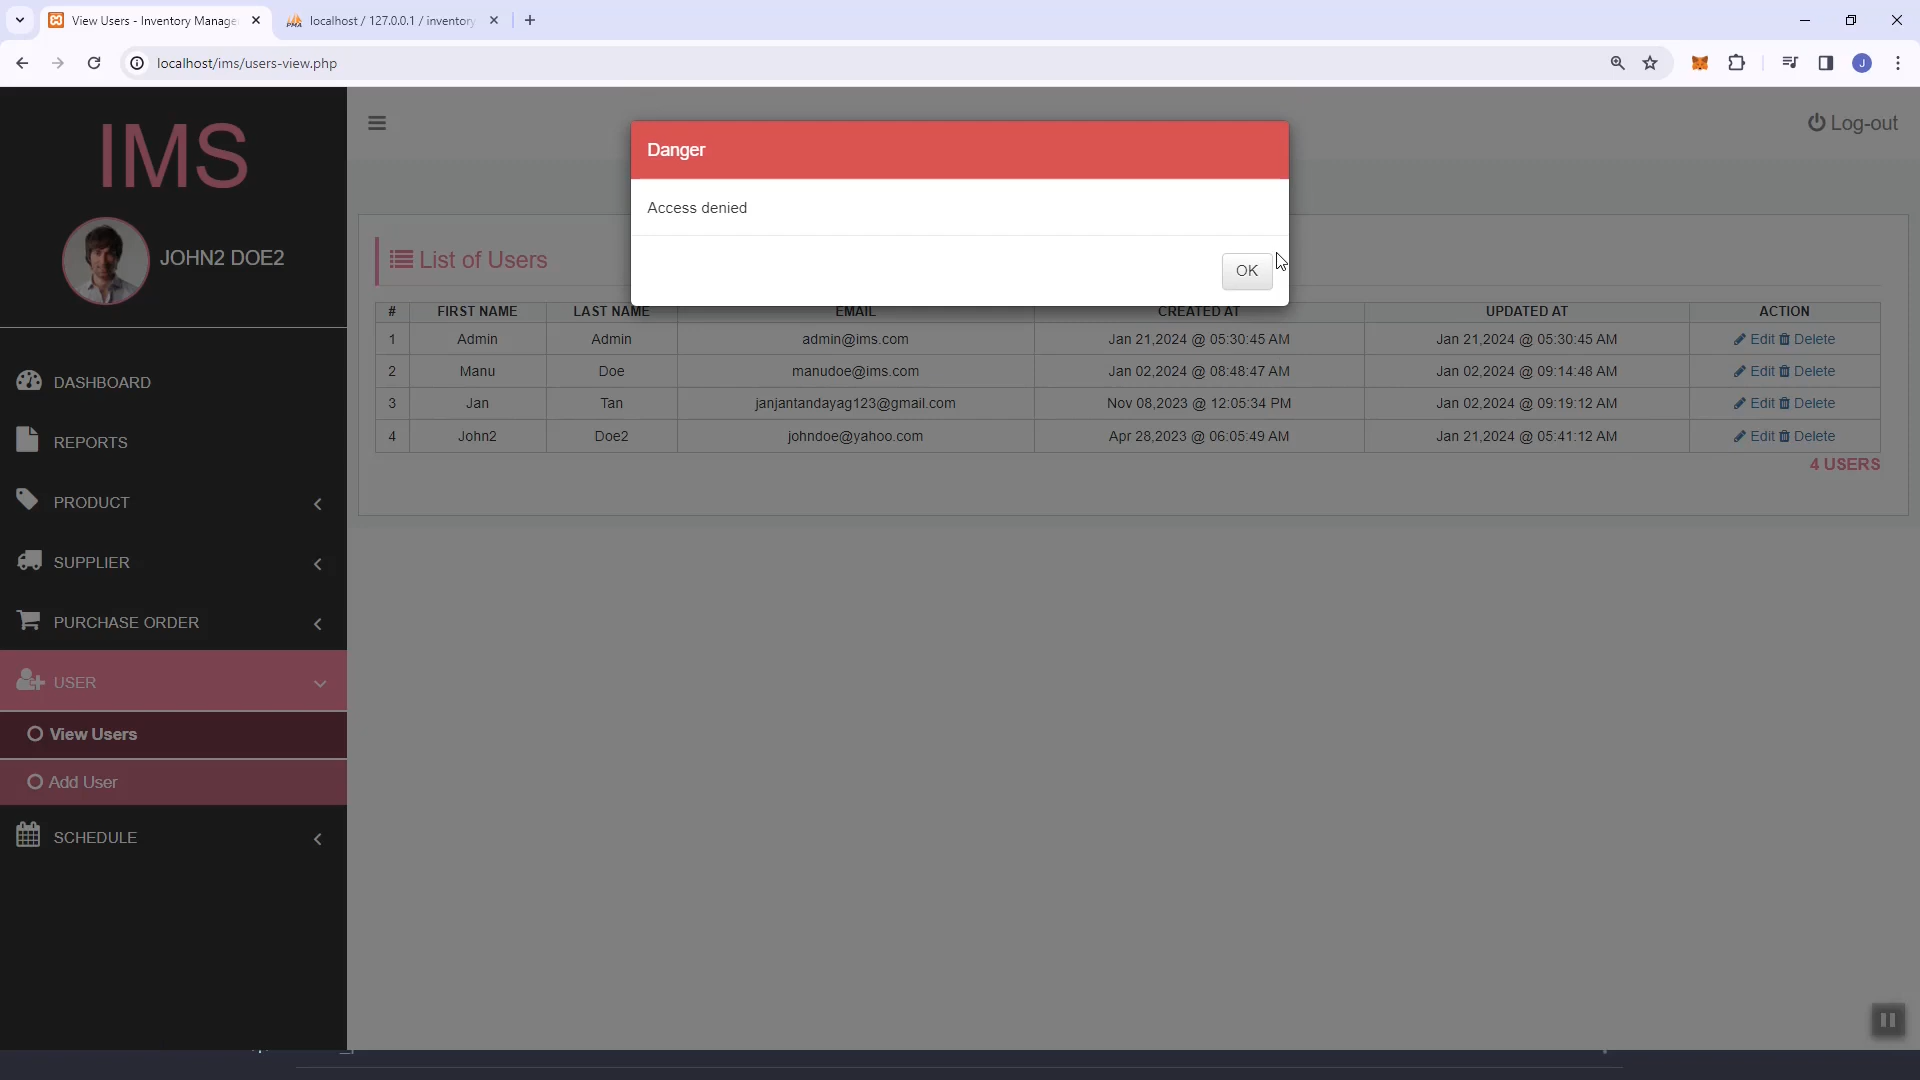 View Users - Inventory Manage
localhost / 127.0.0.1 / inventory
localhost/ims/users-view.php
J
IMS
JOHN2 DOE2
Log-out
Danger
Access denied
OK
List of Users
# FIRST NAME LAST NAME EMAIL CREATED AT UPDATED AT ACTION
1 Admin Admin admin@ims.com Jan 21,2024 @ 05:30:45 AM Jan 21,2024 @ 05:30:45 AM Edit Delete
2 Manu Doe manudoe@ims.com Jan 02,2024 @ 08:48:47 AM Jan 02,2024 @ 09:14:48 AM Edit Delete
3 Jan Tan janjantandayag123@gmail.com Nov 08,2023 @ 12:05:34 PM Jan 02,2024 @ 09:19:12 AM Edit Delete
4 John2 Doe2 johndoe@yahoo.com Apr 28,2023 @ 06:05:49 AM Jan 21,2024 @ 05:41:12 AM Edit Delete
4 USERS
DASHBOARD
REPORTS
PRODUCT
SUPPLIER
PURCHASE ORDER
USER
View Users
Add User
SCHEDULE